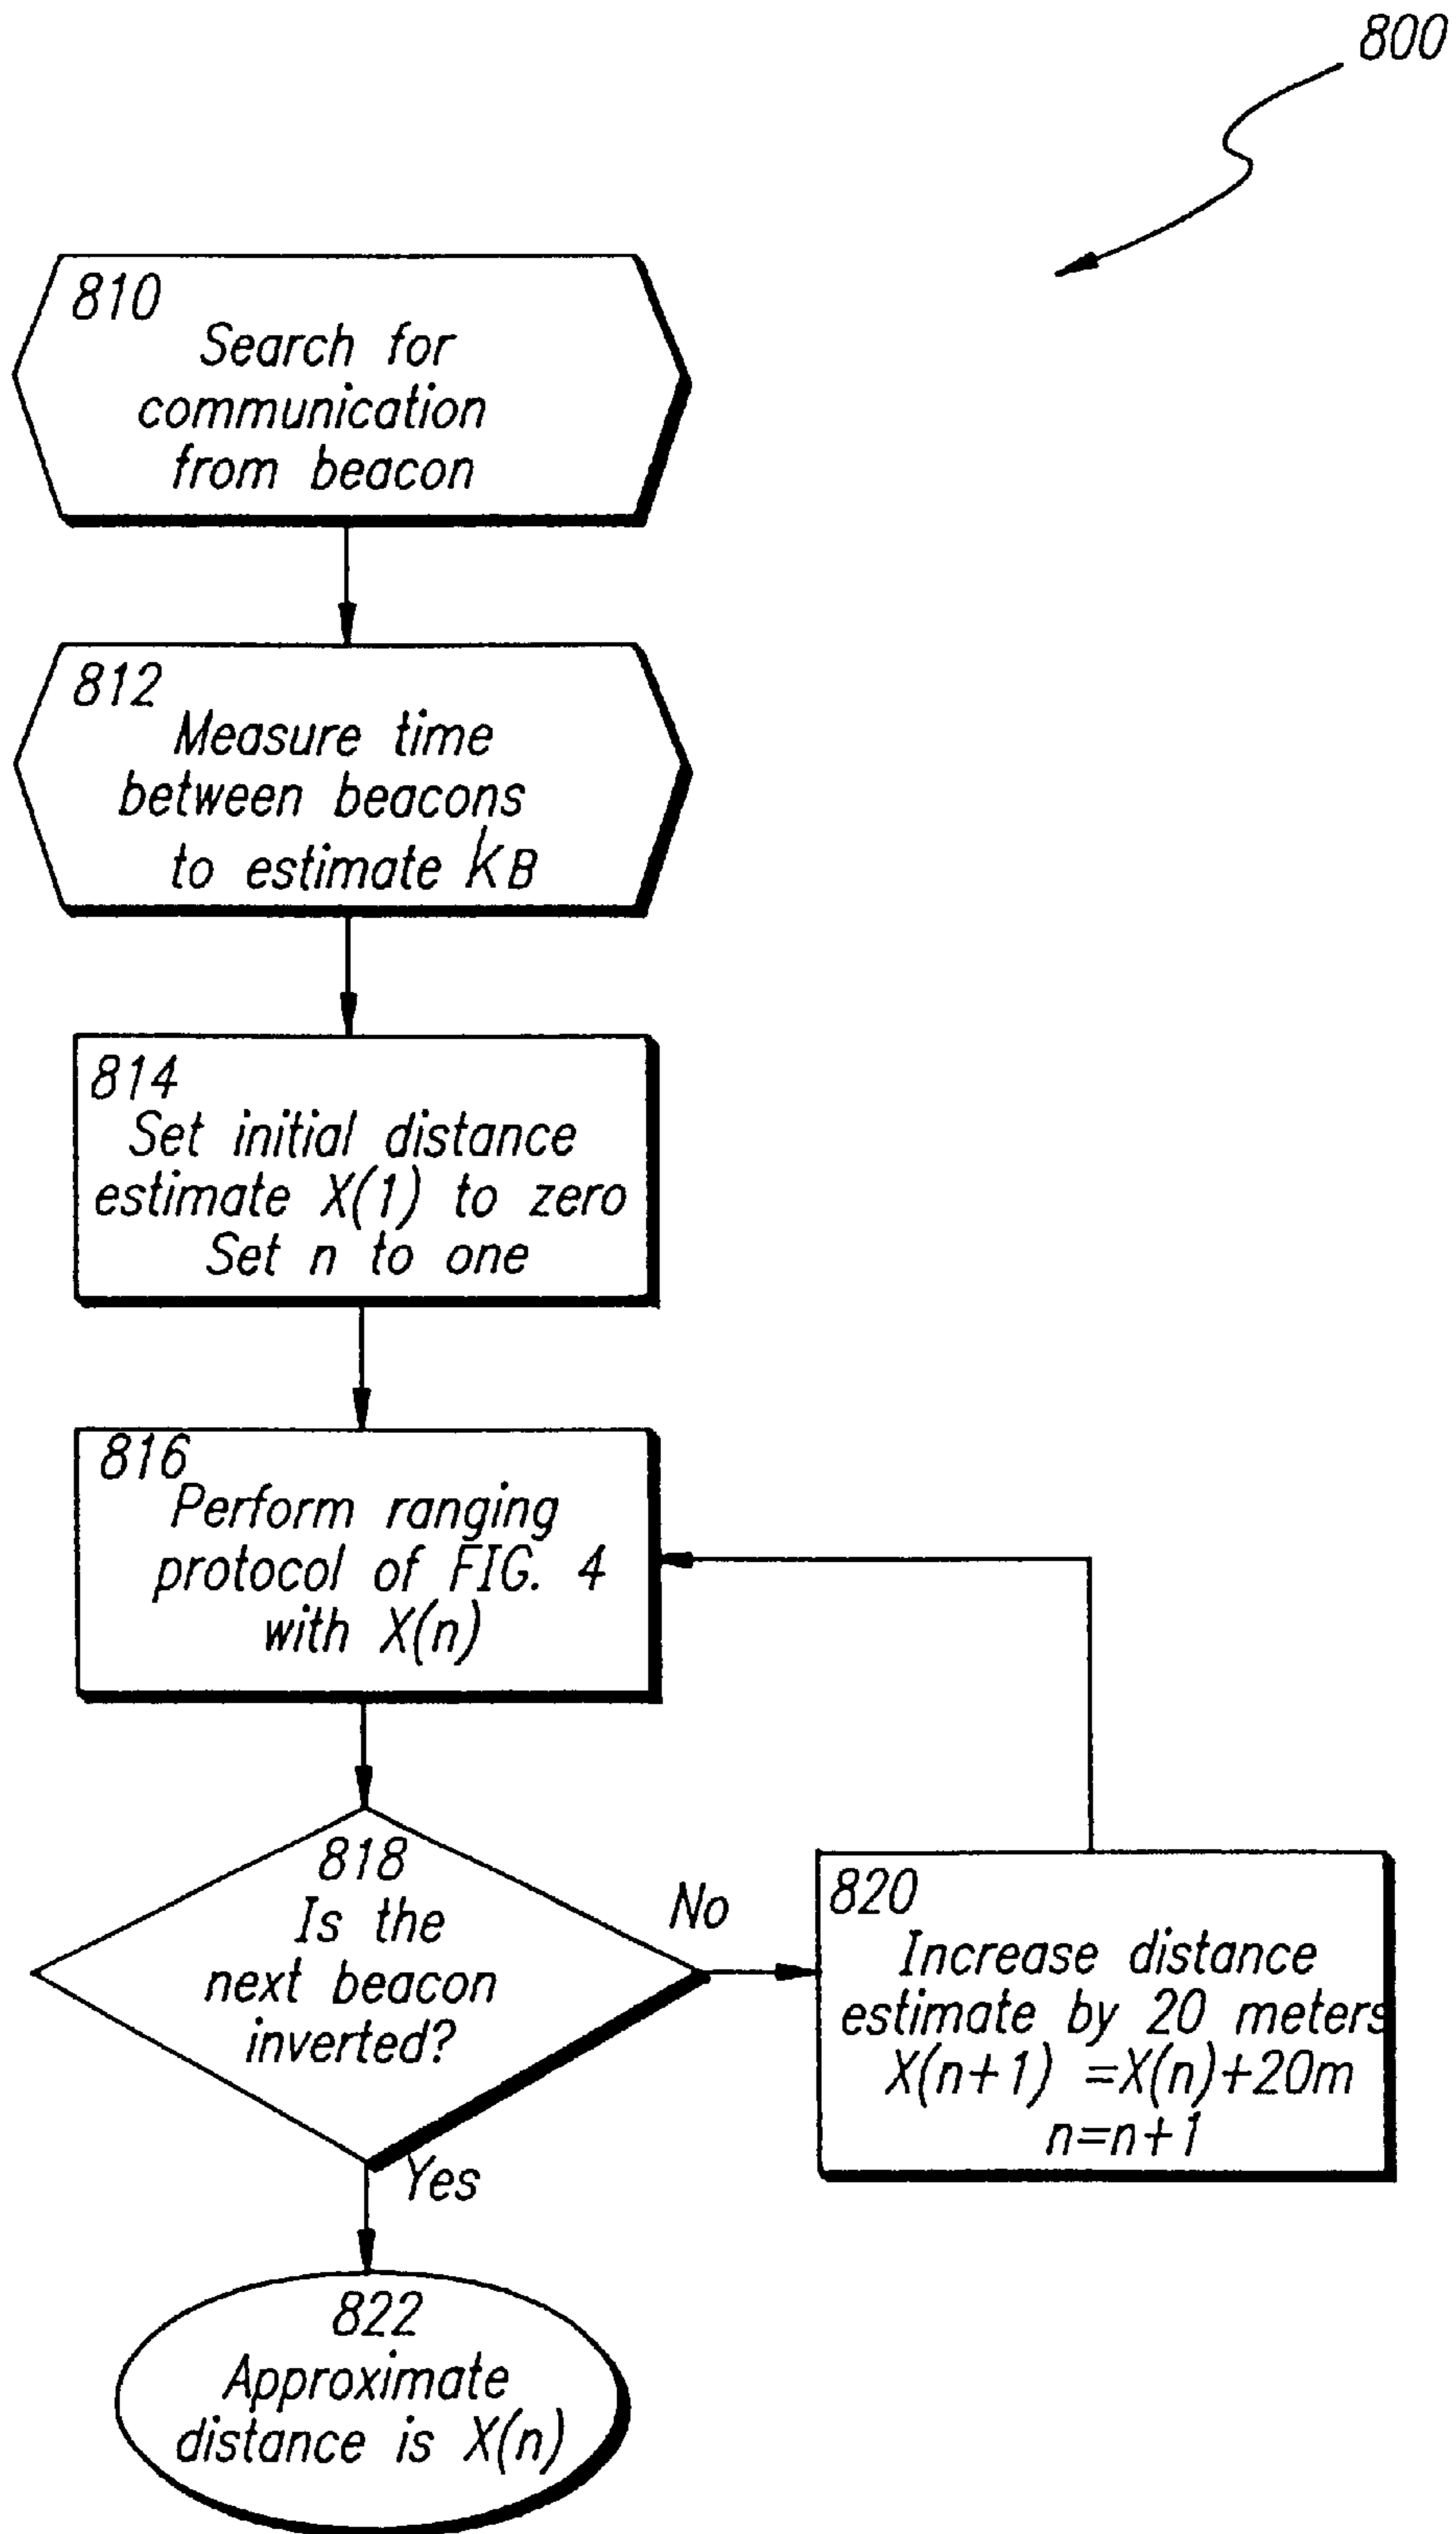 800
810
Search for
communication
from beacon
812
Measure time
between beacons
to estimate KB
814
Set initial distance
estimate X(1) to zero
Set n to one
816
Perform ranging
protocol of FIG. 4
with X(n)
818
Is the
next beacon
inverted?
No
820
Increase distance
estimate by 20 meters
X(n+1) =X(n)+20m
n=n+1
Yes
822
Approximate
distance is X(n)